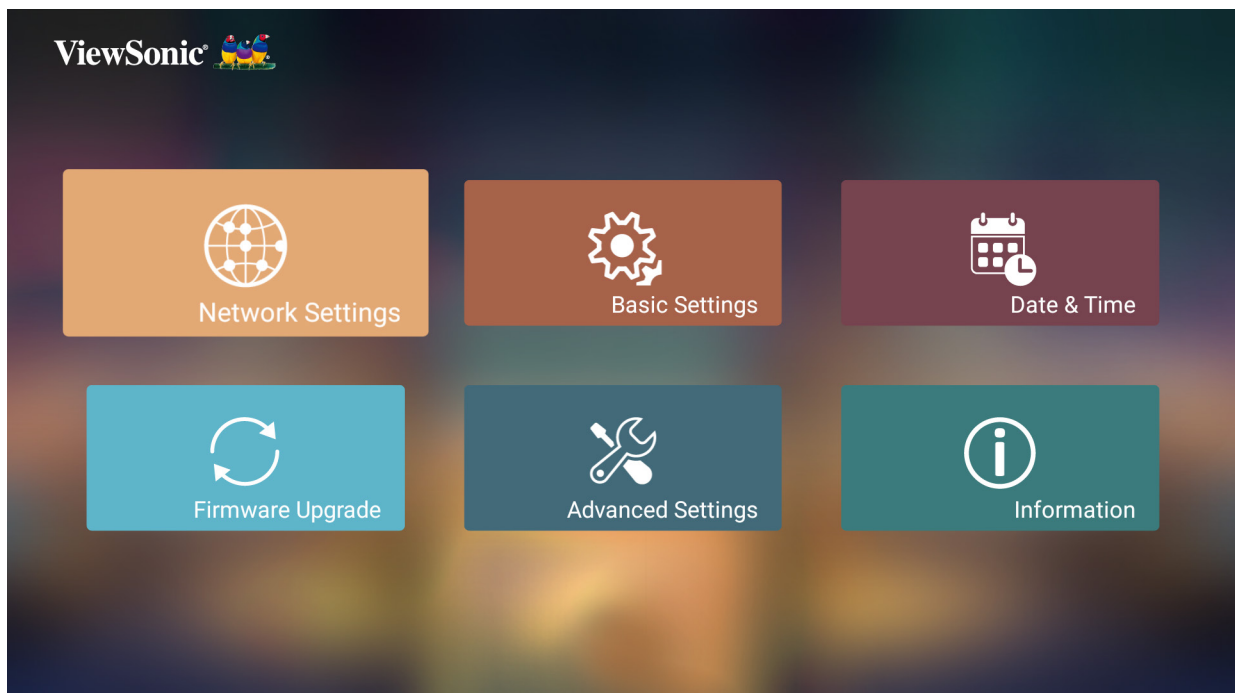 ViewSonic®
Network Settings
Basic Settings
Date & Time
Firmware Upgrade
Advanced Settings
Information